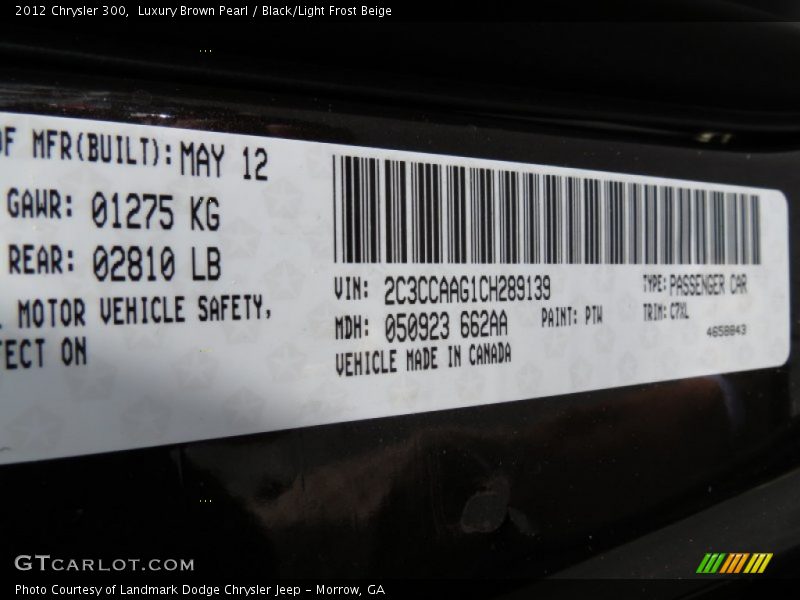 2012 Chrysler 300, Luxury Brown Pearl / Black/Light Frost Beige
OF MFR(BUILT): MAY 12
GAWR: 01275 KG
REAR: 02810 LB
MOTOR VEHICLE SAFETY,
ON
VIN: 2C3CCAAG1CH289139
TYPE: PASSENGER CAR
MDH: 050923 662AA
PAINT: PTW
TRIM: C7XL
VEHICLE MADE IN CANADA
4658843
GTCARLOT.COM
Photo Courtesy of Landmark Dodge Chrysler Jeep - Morrow, GA